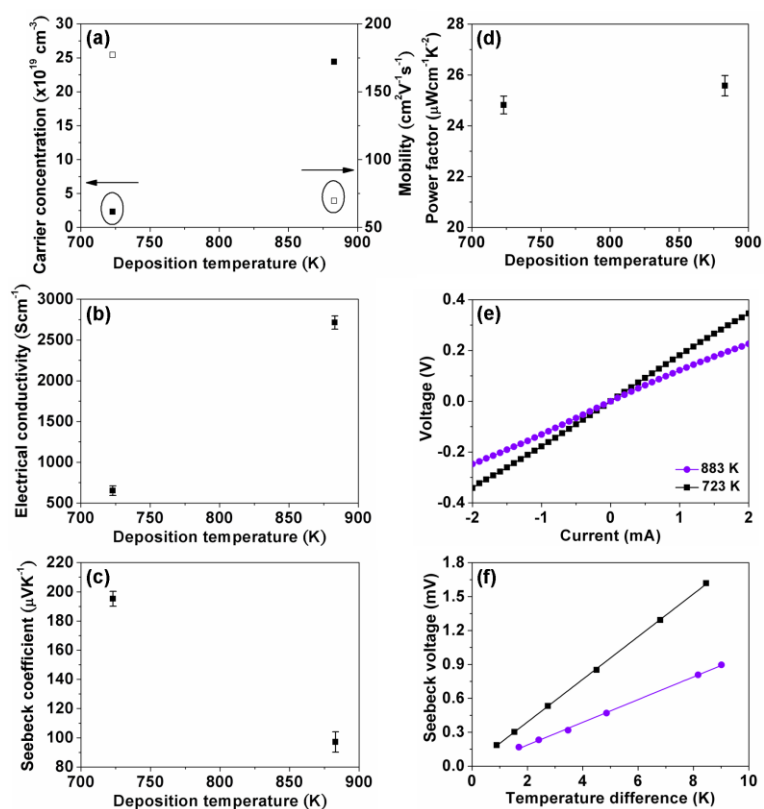 (a)
Carrier concentration (x10¹⁹ cm⁻³)
30
25
20
15
10
5
0
200
150
100
50
Mobility (cm²V⁻¹s⁻¹)
700 750 800 850 900
Deposition temperature (K)
(d)
Power factor (μWcm⁻¹K⁻²)
28
26
24
22
20
700 750 800 850 900
Deposition temperature (K)
(b)
Electrical conductivity (Scm⁻¹)
3000
2500
2000
1500
1000
500
700 750 800 850 900
Deposition temperature (K)
(e)
Voltage (V)
0.4
0.2
0.0
-0.2
-0.4
883 K
723 K
-2 -1 0 1 2
Current (mA)
(c)
Seebeck coefficient (μVK⁻¹)
220
200
180
160
140
120
100
80
700 750 800 850 900
Deposition temperature (K)
(f)
Seebeck voltage (mV)
1.8
1.5
1.2
0.9
0.6
0.3
0.0
0 2 4 6 8 10
Temperature difference (K)